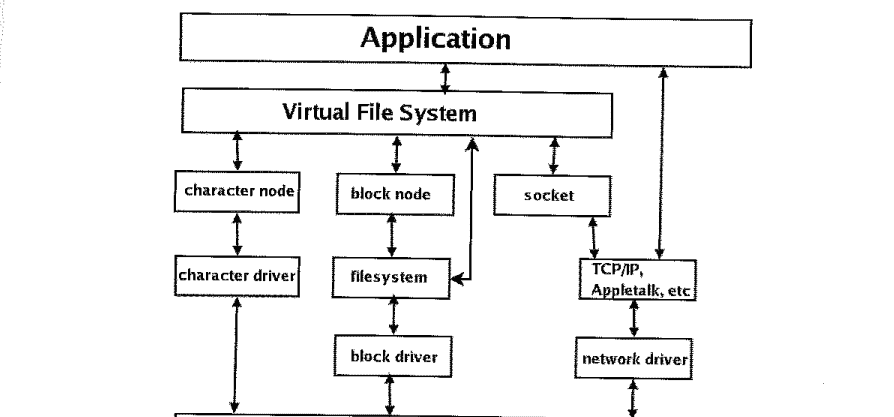 Application
Virtual File System
character node
block node
socket
character driver
filesystem
TCP/IP,
Appletalk, etc
block driver
network driver